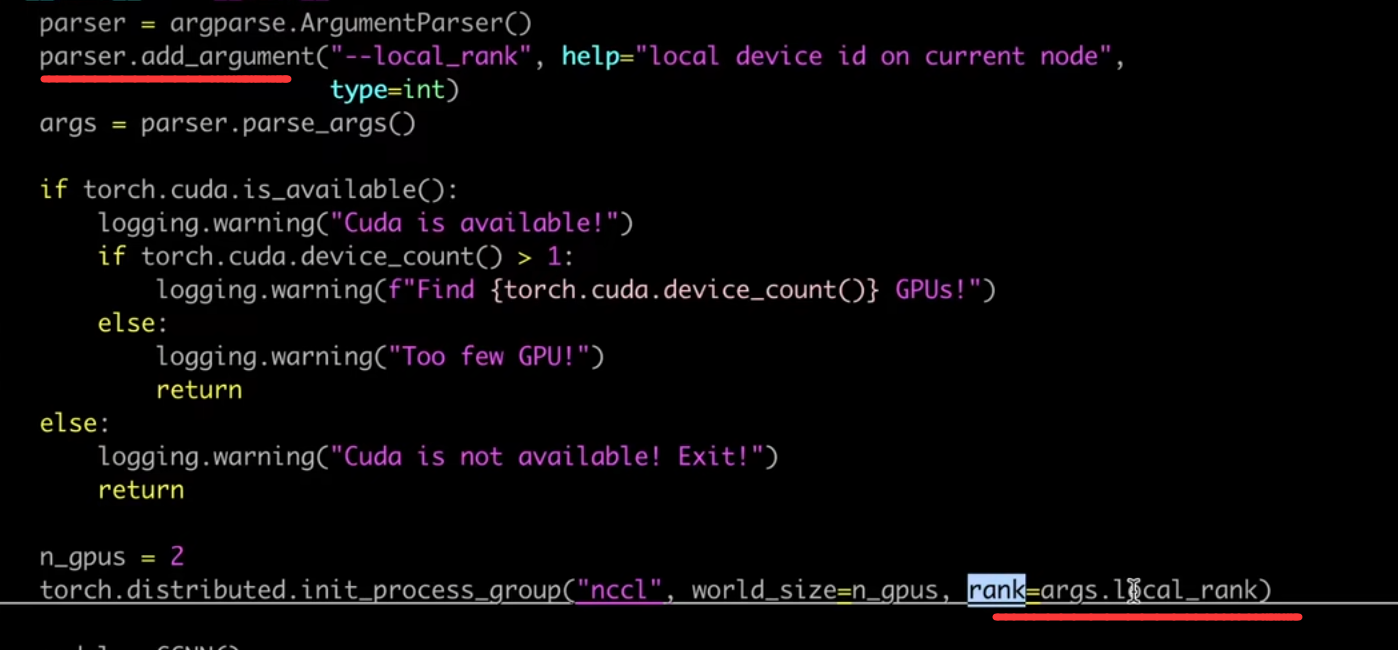 parser = argparse.ArgumentParser()
parser.add_argument("--local_rank", help="local device id on current node",
type=int)
args = parser.parse_args()
if torch.cuda.is_available():
logging.warning("Cuda is available!")
if torch.cuda.device_count() > 1:
logging.warning(f"Find {torch.cuda.device_count()} GPUs!")
else:
logging.warning("Too few GPU!")
return
else:
logging.warning("Cuda is not available! Exit!")
return
n_gpus = 2
torch.distributed.init_process_group("nccl", world_size=n_gpus, rank=args.local_rank)